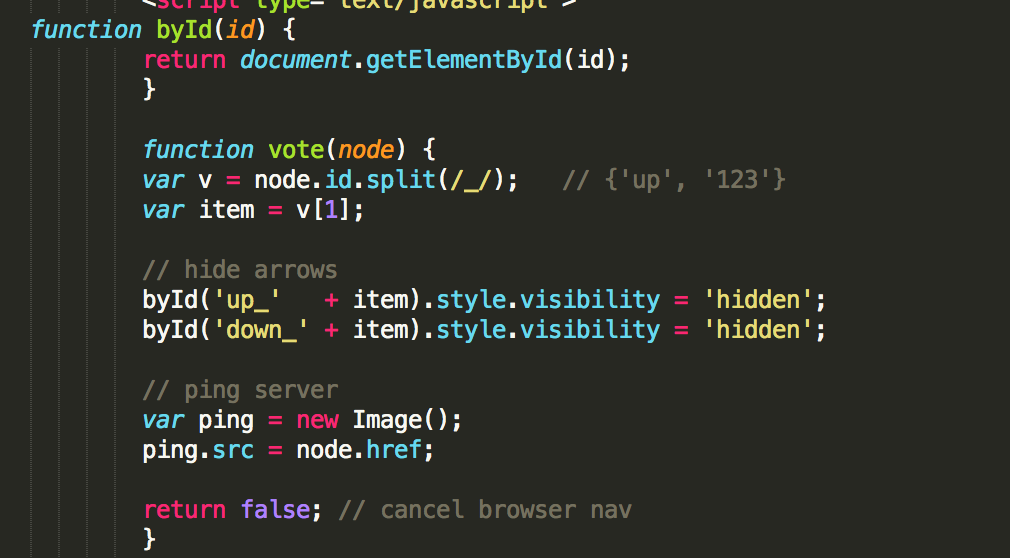 <script type="text/javascript">
function byId(id) {
return document.getElementById(id);
}
function vote(node) {
var v = node.id.split(/_/);   // {'up', '123'}
var item = v[1];
// hide arrows
byId('up_'   + item).style.visibility = 'hidden';
byId('down_' + item).style.visibility = 'hidden';
// ping server
var ping = new Image();
ping.src = node.href;
return false; // cancel browser nav
}